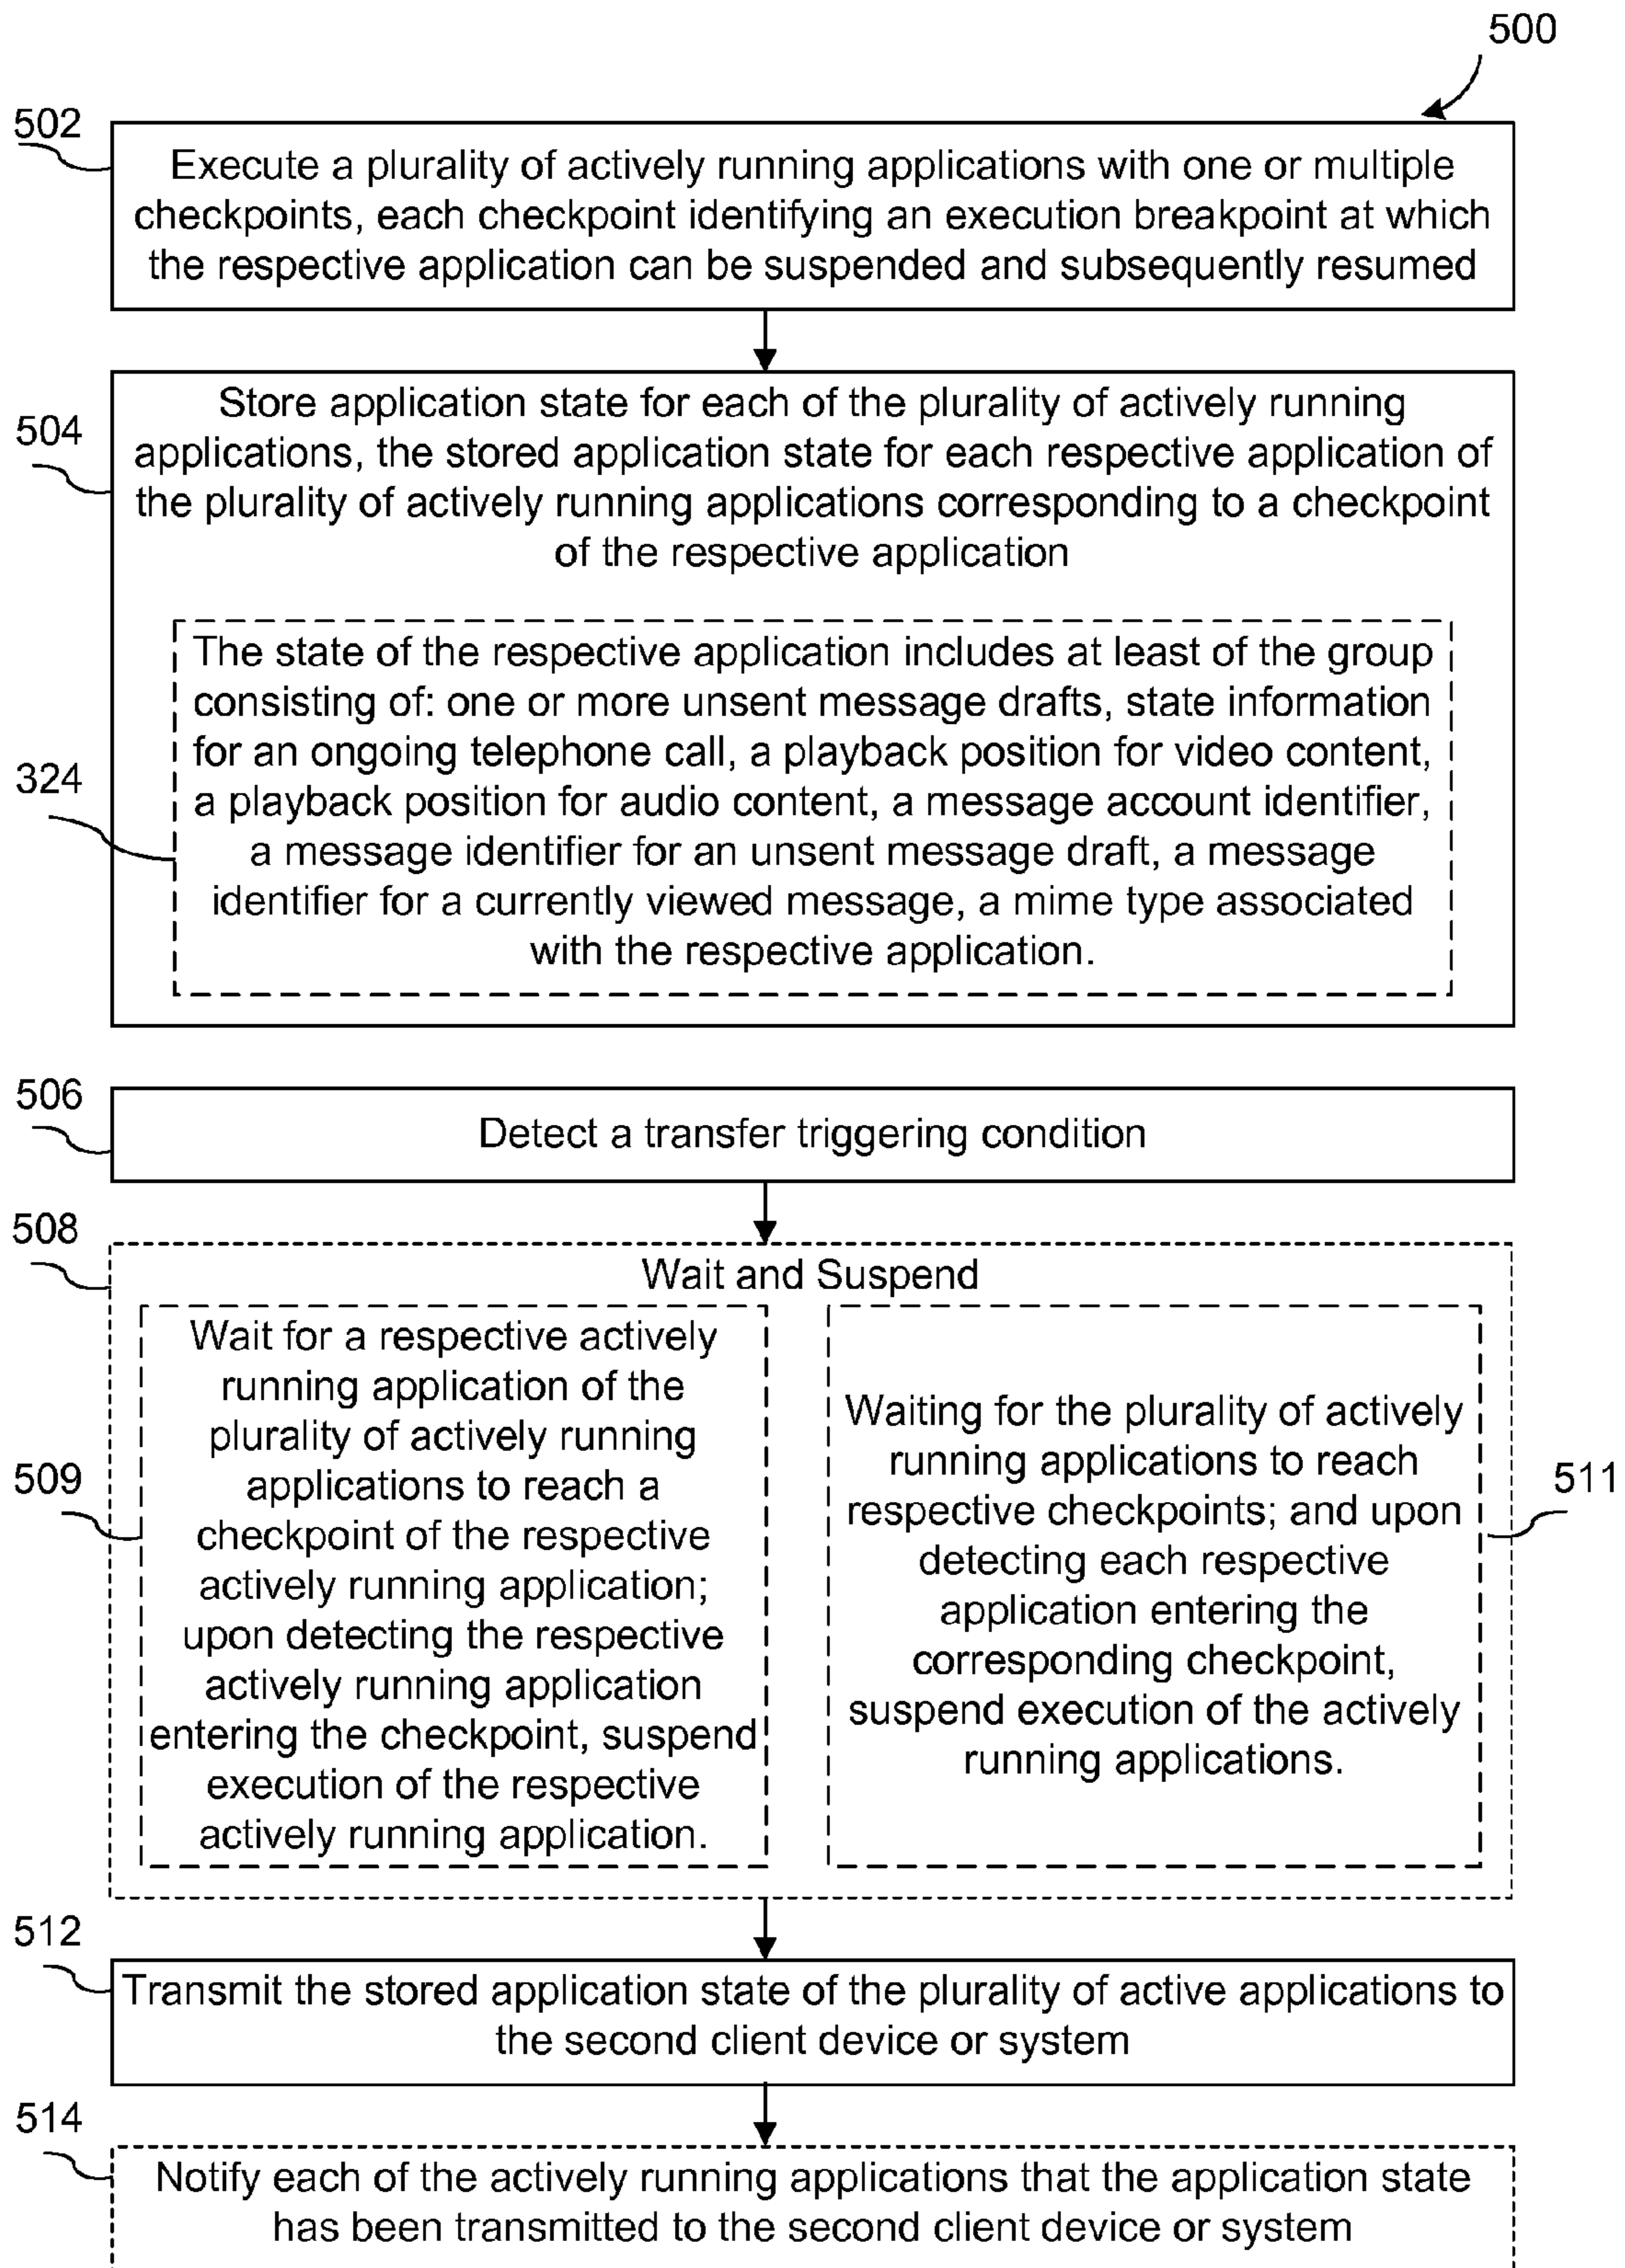 500
502
Execute a plurality of actively running applications with one or multiple
checkpoints, each checkpoint identifying an execution breakpoint at which
the respective application can be suspended and subsequently resumed
504
Store application state for each of the plurality of actively running
applications, the stored application state for each respective application of
the plurality of actively running applications corresponding to a checkpoint
of the respective application
324
The state of the respective application includes at least of the group
consisting of: one or more unsent message drafts, state information
for an ongoing telephone call, a playback position for video content,
a playback position for audio content, a message account identifier,
a message identifier for an unsent message draft, a message
identifier for a currently viewed message, a mime type associated
with the respective application.
506
Detect a transfer triggering condition
508
Wait and Suspend
509
Wait for a respective actively
running application of the
plurality of actively running
applications to reach a
checkpoint of the respective
actively running application;
upon detecting the respective
actively running application
entering the checkpoint, suspend
execution of the respective
actively running application.
511
Waiting for the plurality of actively
running applications to reach
respective checkpoints; and upon
detecting each respective
application entering the
corresponding checkpoint,
suspend execution of the actively
running applications.
512
Transmit the stored application state of the plurality of active applications to
the second client device or system
514
Notify each of the actively running applications that the application state
has been transmitted to the second client device or system